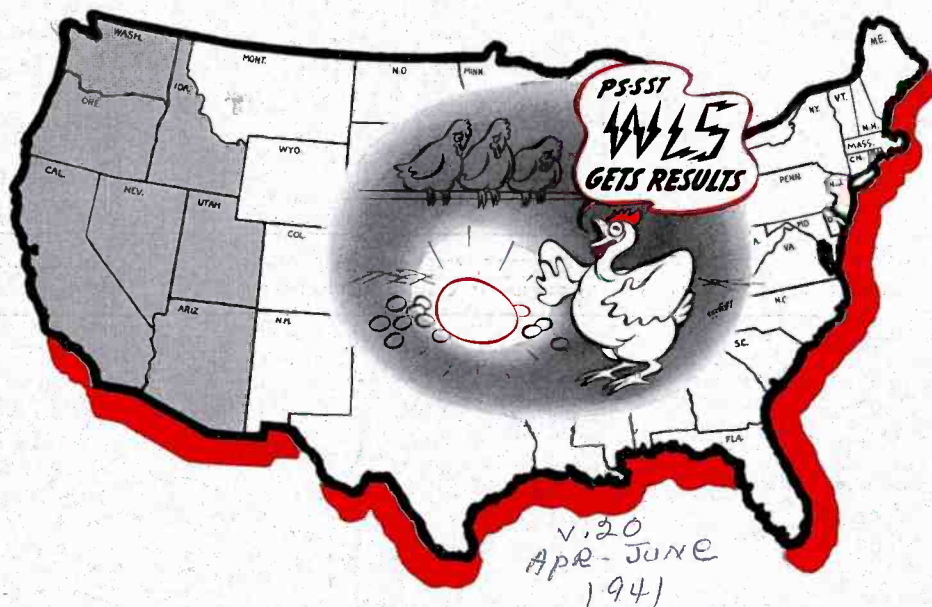 WASH.
MONT.
N.D
MINN.
ME.
ORE.
IDA.
PS-SST
WLS
GETS RESULTS
N.Y.
VT.
N.H.
MASS.
CN.
WYO.
CAL.
NEV.
UTAH
COL.
PENN.
N.J.
MD
D.
VA.
ARIZ
N.M.
N.C.
S.C.
FLA.
V. 20
APR - JUNE
1941